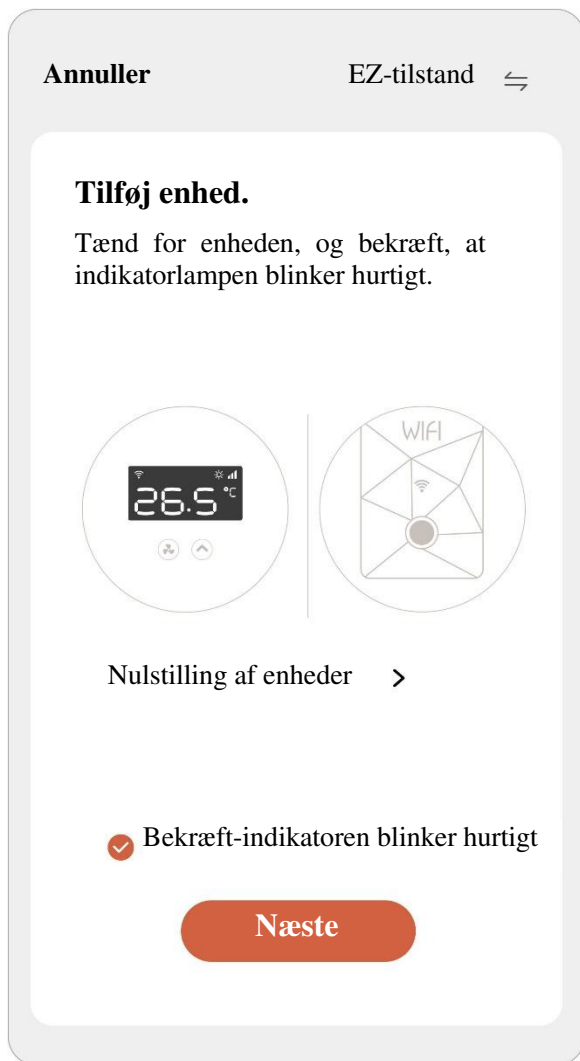 Annuller
EZ-tilstand
Tilføj enhed.
Tænd for enheden, og bekræft, at
indikatorlampen blinker hurtigt.
26.5 °C
WIFI
Nulstilling af enheder
Bekræft-indikatoren blinker hurtigt
Næste